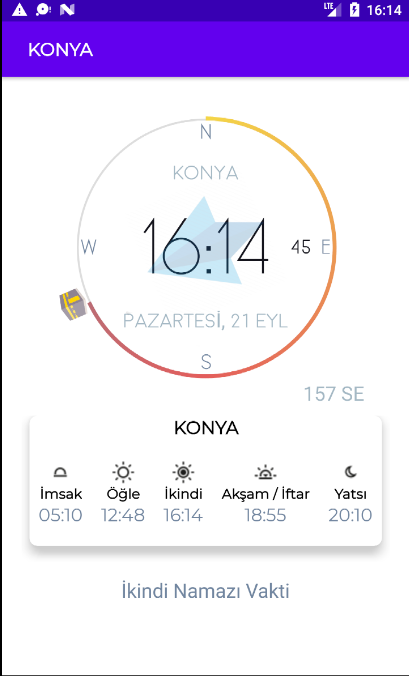 LTE 16:14
KONYA
N
KONYA
W 16:14 45 E
PAZARTESİ, 21 EYL
S
157 SE
KONYA
İmsak Öğle İkindi Akşam / İftar Yatsı
05:10 12:48 16:14 18:55 20:10
İkindi Namazı Vakti